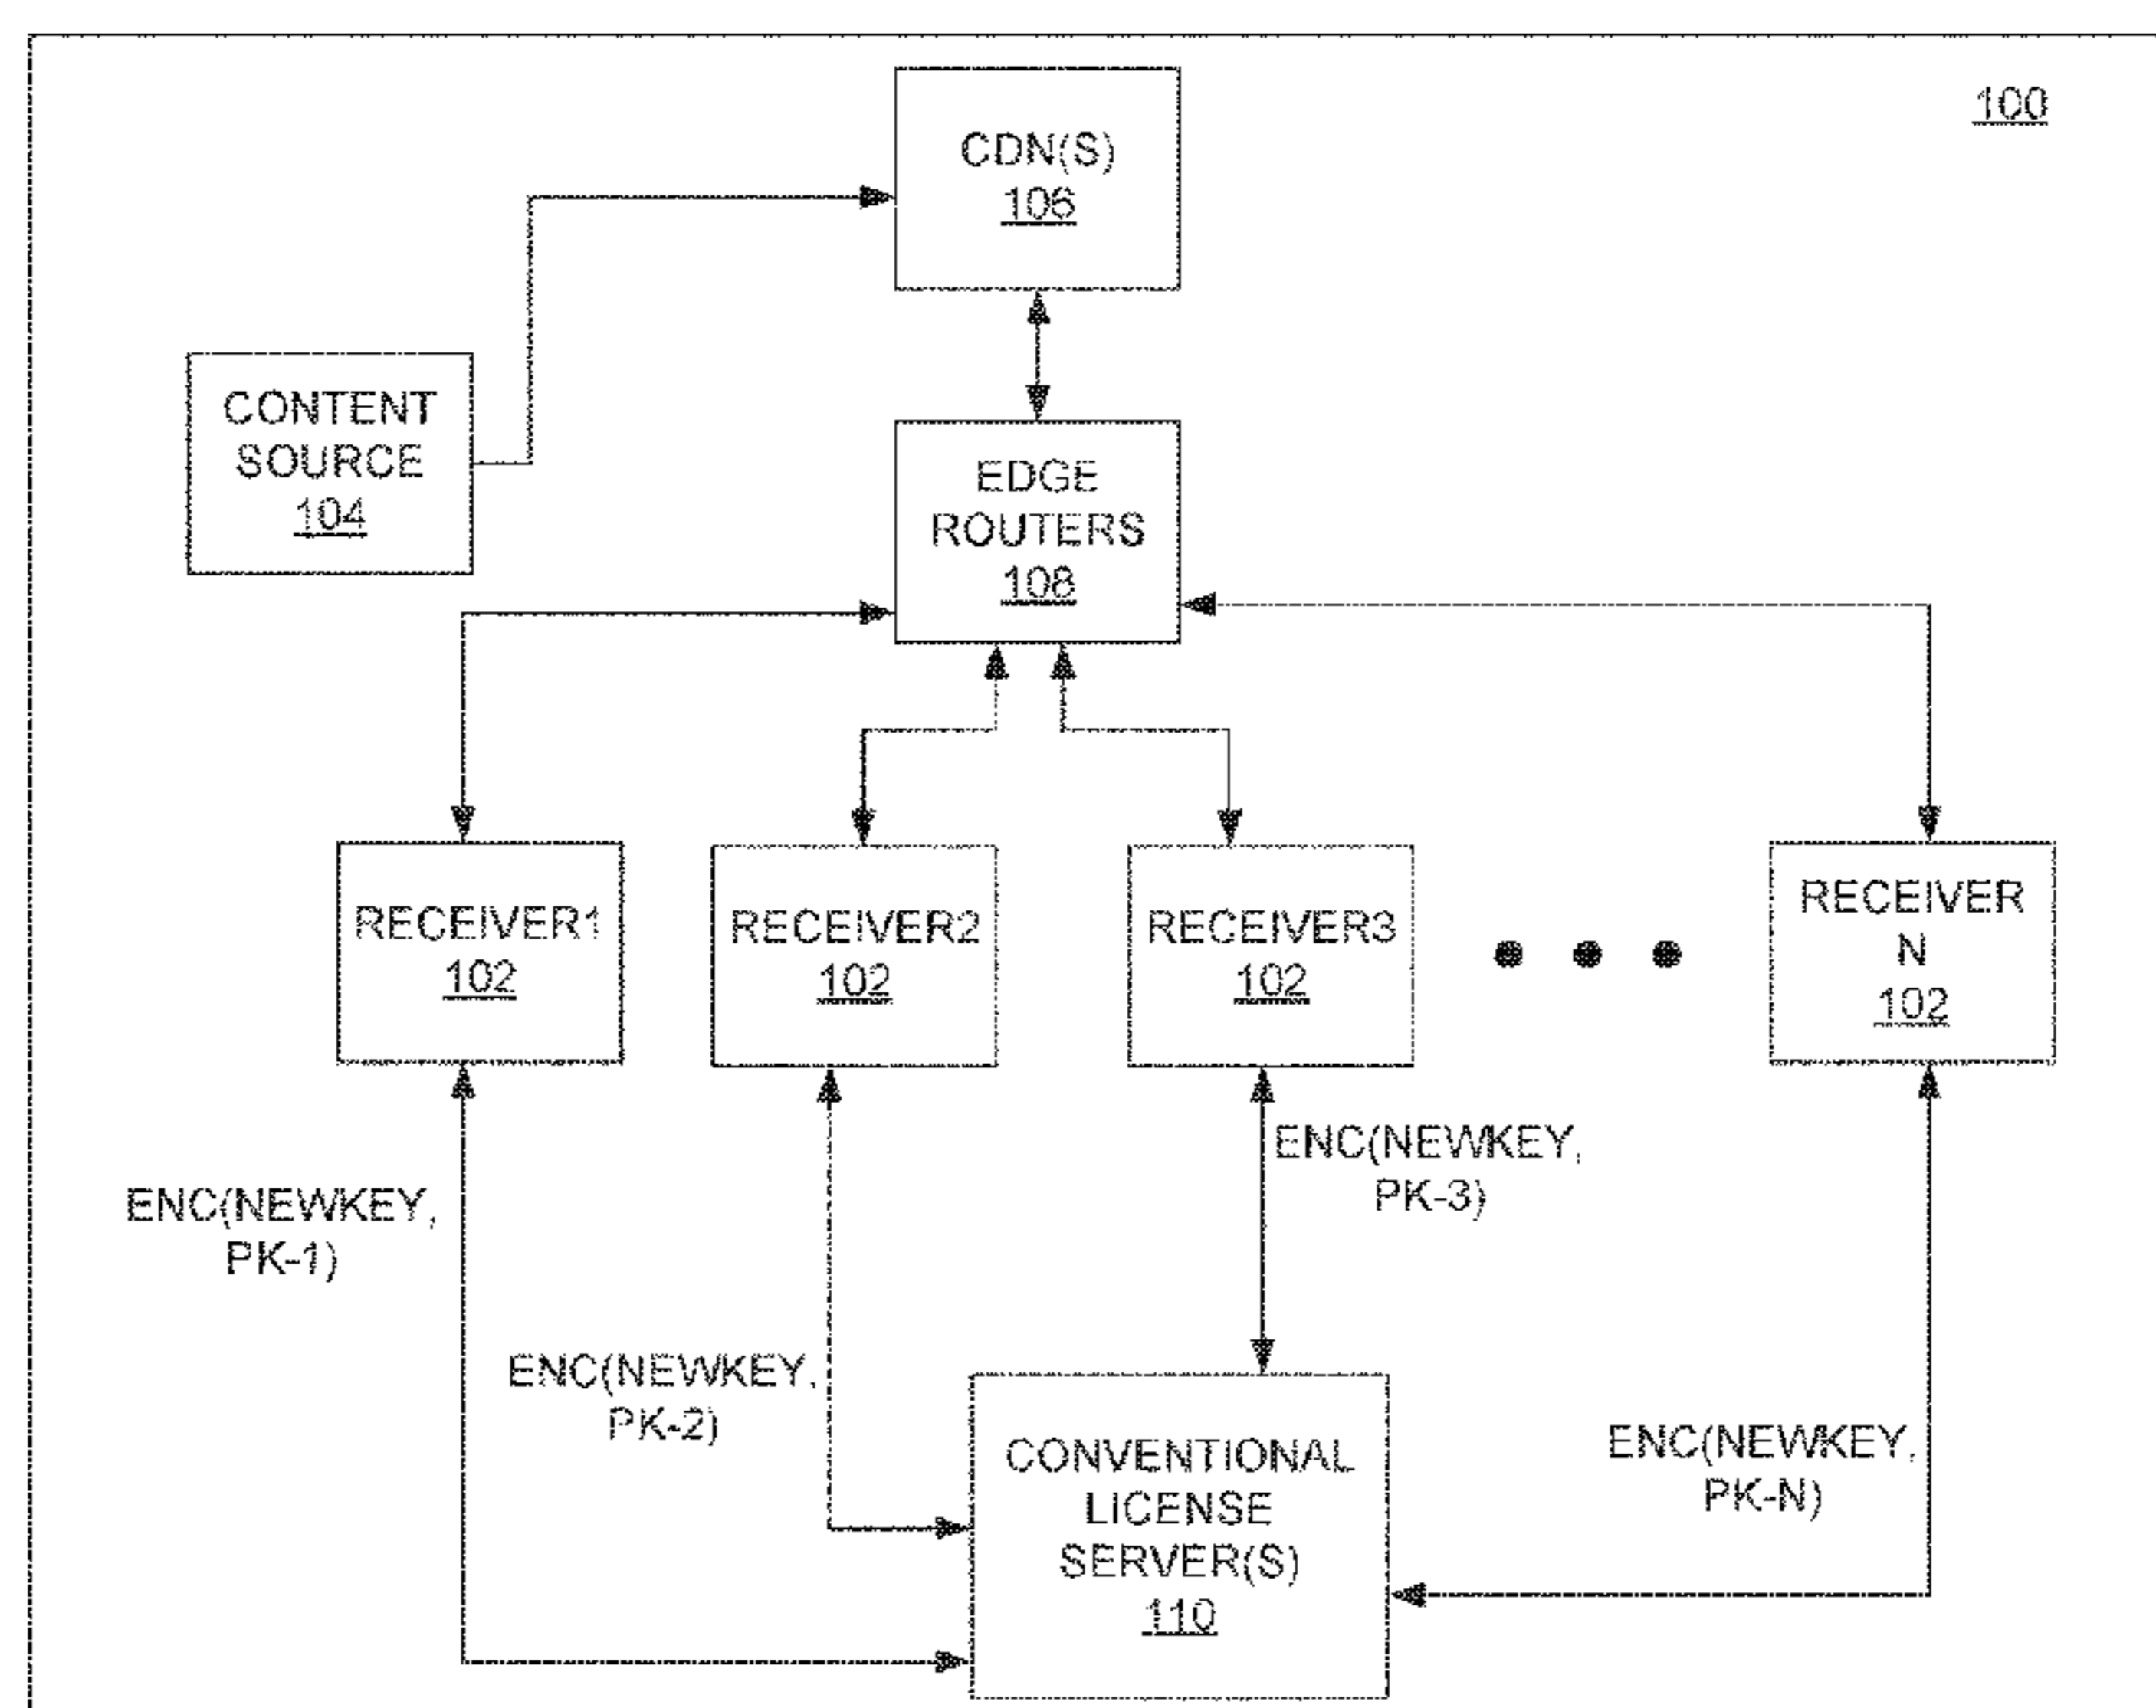 100
CDN(S)
106
CONTENT
SOURCE
104
EDGE
ROUTERS
108
RECEIVER1
102
RECEIVER2
102
RECEIVER3
102
RECEIVER
N
102
ENC(NEWKEY,
PK-1)
ENC(NEWKEY,
PK-2)
ENC(NEWKEY,
PK-3)
ENC(NEWKEY,
PK-N)
CONVENTIONAL
LICENSE
SERVER(S)
110